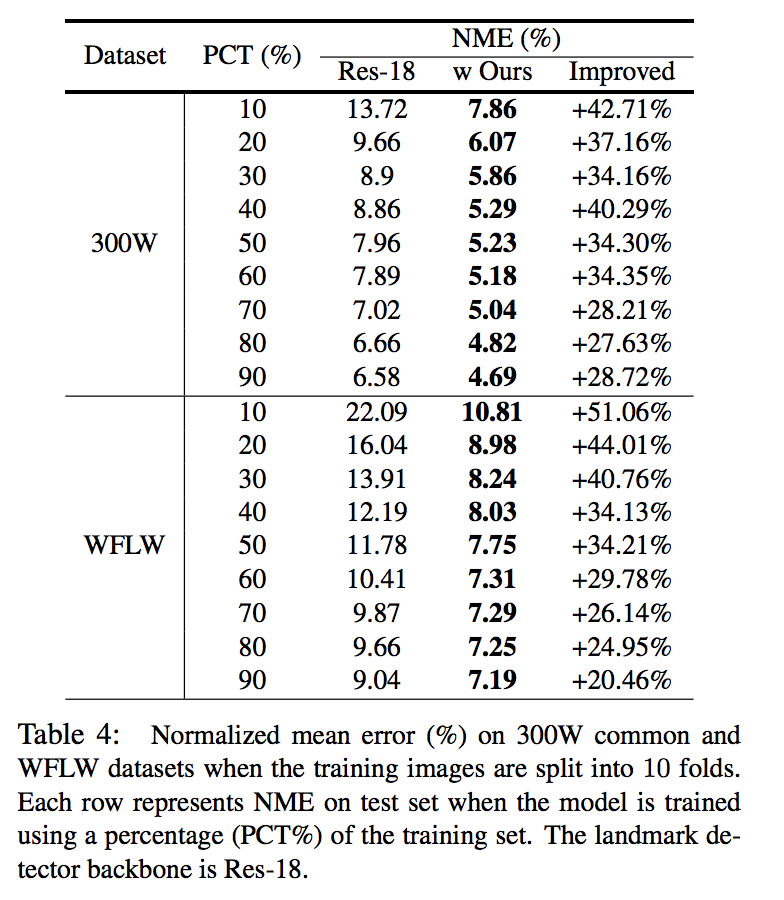 Dataset PCT (%) NME (%)
Res-18 w Ours Improved
300W
10 13.72 7.86 +42.71%
20 9.66 6.07 +37.16%
30 8.9 5.86 +34.16%
40 8.86 5.29 +40.29%
50 7.96 5.23 +34.30%
60 7.89 5.18 +34.35%
70 7.02 5.04 +28.21%
80 6.66 4.82 +27.63%
90 6.58 4.69 +28.72%
WFLW
10 22.09 10.81 +51.06%
20 16.04 8.98 +44.01%
30 13.91 8.24 +40.76%
40 12.19 8.03 +34.13%
50 11.78 7.75 +34.21%
60 10.41 7.31 +29.78%
70 9.87 7.29 +26.14%
80 9.66 7.25 +24.95%
90 9.04 7.19 +20.46%
Table 4: Normalized mean error (%) on 300W common and
WFLW datasets when the training images are split into 10 folds.
Each row represents NME on test set when the model is trained
using a percentage (PCT%) of the training set. The landmark de-
tector backbone is Res-18.